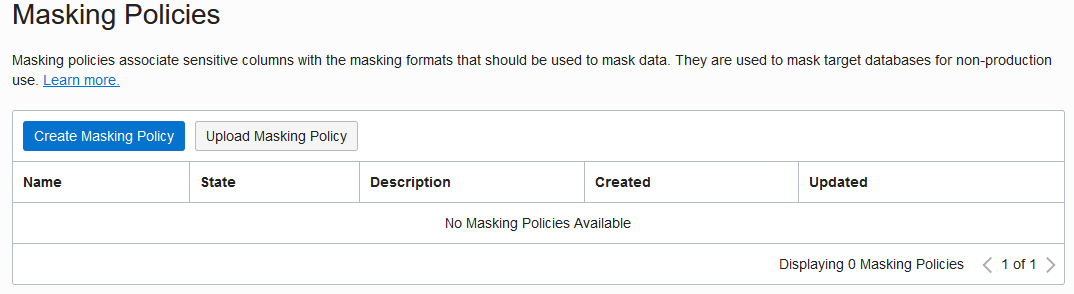 Masking Policies
Masking policies associate sensitive columns with the masking formats that should be used to mask data. They are used to mask target databases for non-production
use. Learn more.
Create Masking Policy Upload Masking Policy
Name State Description Created Updated
No Masking Policies Available
Displaying 0 Masking Policies 1 of 1